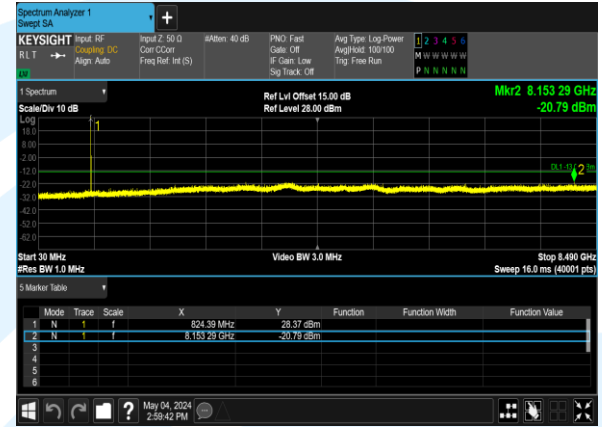 Spectrum Analyzer 1
Swept SA
+
KEYSIGHT Input: RF Input Z: 50 Ω #Atten: 40 dB PNO: Fast Avg Type: Log-Power 1 2 3 4 5 6
R L T Coupling: DC Corr CCorr Gate: Off Avg|Hold: 100/100 M W W W W W
Align: Auto Freq Ref: Int (S) IF Gain: Low Trig: Free Run P N N N N N
LW Sig Track: Off
1 Spectrum Ref Lvl Offset 15.00 dB Mkr2 8.153 29 GHz
Scale/Div 10 dB Ref Level 28.00 dBm -20.79 dBm
Log
1
18.0
8.00
-2.00
-12.0
2
-22.0
-32.0
-42.0
-52.0
-62.0
Start 30 MHz Video BW 3.0 MHz Stop 8.490 GHz
#Res BW 1.0 MHz Sweep 16.0 ms (40001 pts)
5 Marker Table
Mode Trace Scale X Y Function Function Width Function Value
1 N 1 f 824.39 MHz 28.37 dBm
2 N 1 f 8.153 29 GHz -20.79 dBm
3
4
5
6
? May 04, 2024
2:59:42 PM